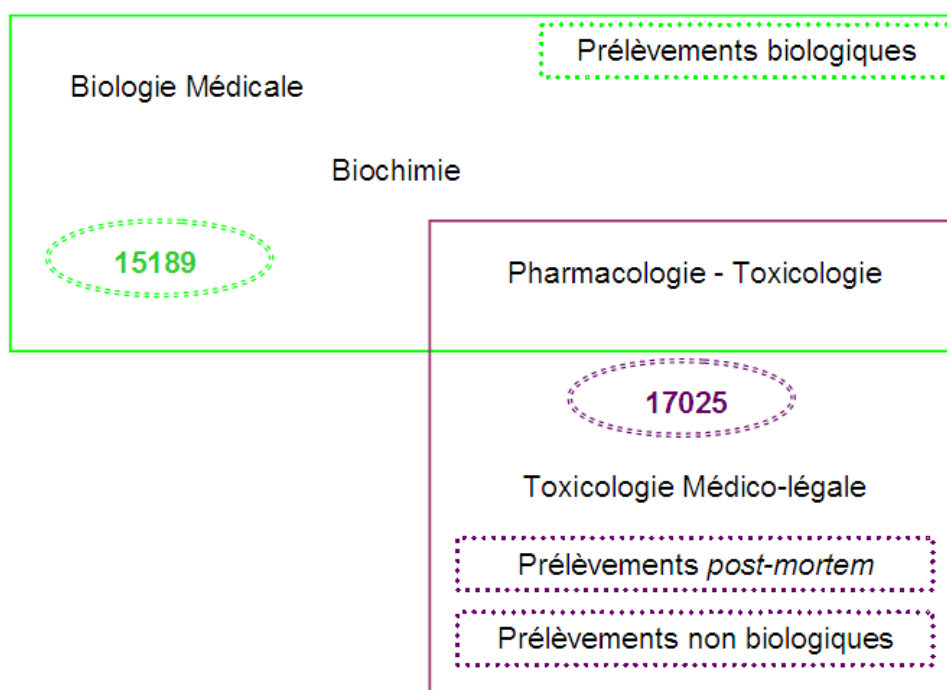 Prélèvements biologiques
Biologie Médicale
Biochimie
15189
Pharmacologie - Toxicologie
17025
Toxicologie Médico-légale
Prélèvements post-mortem
Prélèvements non biologiques